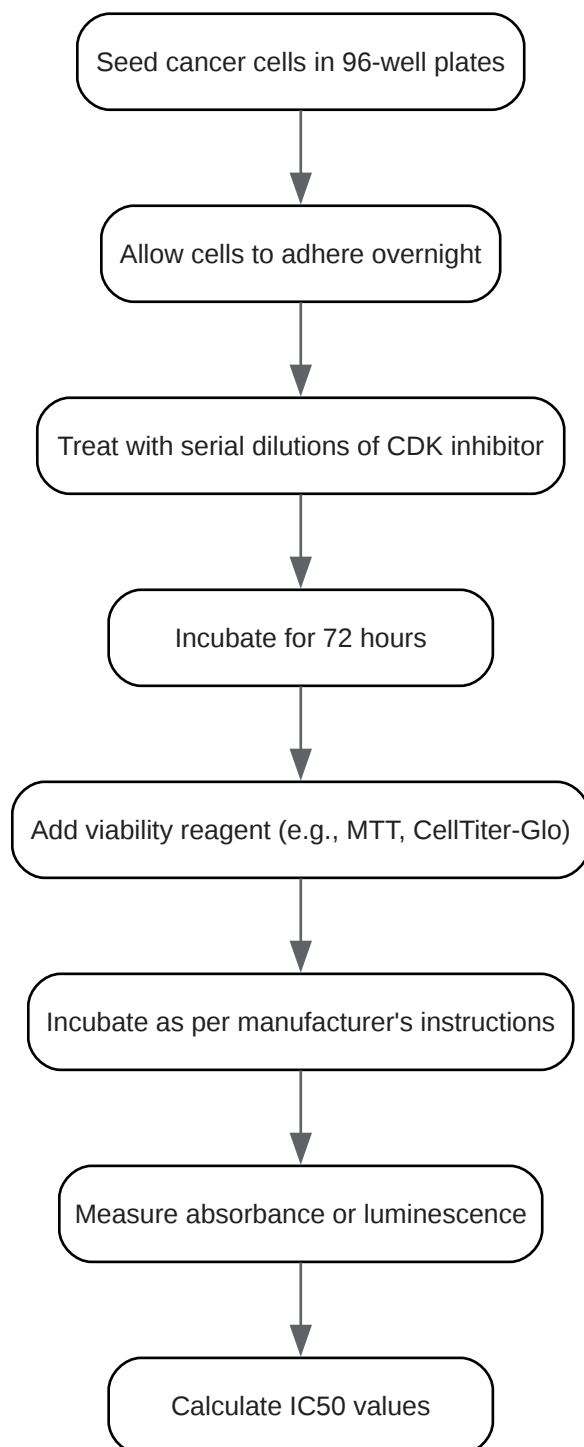 Seed cancer cells in 96-well plates
Allow cells to adhere overnight
Treat with serial dilutions of CDK inhibitor
Incubate for 72 hours
Add viability reagent (e.g., MTT, CellTiter-Glo)
Incubate as per manufacturer's instructions
Measure absorbance or luminescence
Calculate IC50 values